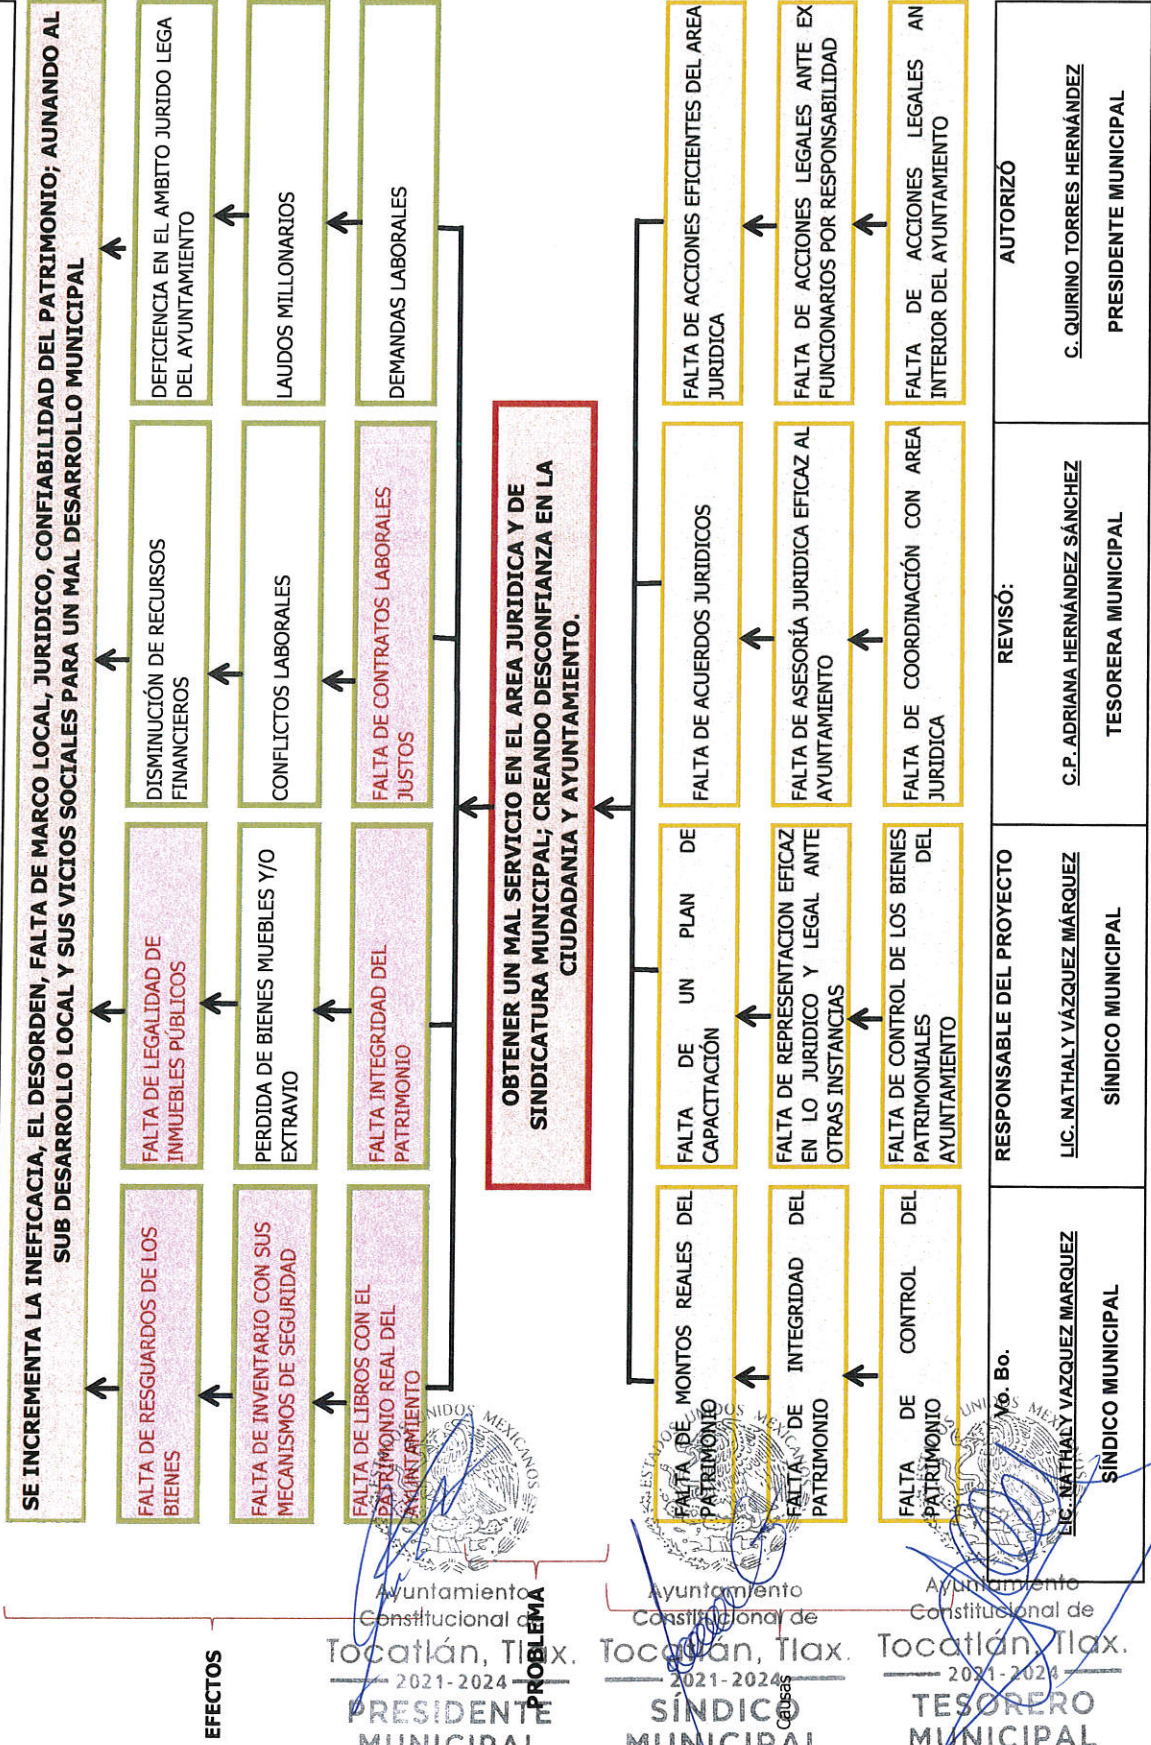 SE INCREMENTA LA INEFICACIA, EL DESORDEN, FALTA DE MARCO LOCAL, JURIDICO, CONFIABILIDAD DEL PATRIMONIO; AUNANDO AL
SUB DESARROLLO LOCAL Y SUS VICIOS SOCIALES PARA UN MAL DESARROLLO MUNICIPAL
EFECTOS
FALTA DE RESGUARDOS DE LOS
BIENES
FALTA DE LEGALIDAD DE
INMUEBLES PÚBLICOS
DISMINUCIÓN DE RECURSOS
FINANCIEROS
DEFICIENCIA EN EL AMBITO JURIDO LEGA
DEL AYUNTAMIENTO
FALTA DE INVENTARIO CON SUS
MECANISMOS DE SEGURIDAD
PERDIDA DE BIENES MUEBLES Y/O
EXTRAVIO
CONFLICTOS LABORALES
LAUDOS MILLONARIOS
FALTA DE LIBROS CON EL
PATRIMONIO REAL DEL
AYUNTAMIENTO
FALTA INTEGRIDAD DEL
PATRIMONIO
FALTA DE CONTRATOS LABORALES
JUSTOS
DEMANDAS LABORALES
PROBLEMA
OBTENER UN MAL SERVICIO EN EL AREA JURIDICA Y DE
SINDICATURA MUNICIPAL; CREANDO DESCONFIANZA EN LA
CIUDADANIA Y AYUNTAMIENTO.
Causas
FALTA DE MONTOS REALES DEL
PATRIMONIO
FALTA DE UN PLAN DE
CAPACITACIÓN
FALTA DE ACUERDOS JURIDICOS
FALTA DE ACCIONES EFICIENTES DEL AREA
JURIDICA
FALTA DE INTEGRIDAD DEL
PATRIMONIO
FALTA DE REPRESENTACION EFICAZ
EN LO JURIDICO Y LEGAL ANTE
OTRAS INSTANCIAS
FALTA DE ASESORÍA JURIDICA EFICAZ AL
AYUNTAMIENTO
FALTA DE ACCIONES LEGALES ANTE EX
FUNCIONARIOS POR RESPONSABILIDAD
FALTA DE CONTROL DEL
PATRIMONIO
FALTA DE CONTROL DE LOS BIENES
PATRIMONIALES DEL
AYUNTAMIENTO
FALTA DE COORDINACIÓN CON AREA
JURIDICA
FALTA DE ACCIONES LEGALES AN
INTERIOR DEL AYUNTAMIENTO
Vo. Bo.
LIC. NATHALY VAZQUEZ MARQUEZ
SÍNDICO MUNICIPAL
RESPONSABLE DEL PROYECTO
LIC. NATHALY VÁZQUEZ MÁRQUEZ
SÍNDICO MUNICIPAL
REVISÓ:
C.P. ADRIANA HERNÁNDEZ SÁNCHEZ
TESORERA MUNICIPAL
AUTORIZÓ
C. QUIRINO TORRES HERNÁNDEZ
PRESIDENTE MUNICIPAL
ESTADOS UNIDOS MEXICANOS
Ayuntamiento
Constitucional de
Tocatlán, Tlax.
2021-2024
PRESIDENTE
MUNICIPAL
ESTADOS UNIDOS MEXICANOS
Ayuntamiento
Constitucional de
Tocatlán, Tlax.
2021-2024
SÍNDICO
MUNICIPAL
UNIDOS MEX
Ayuntamiento
Constitucional de
Tocatlán, Tlax.
2021-2024
TESORERO
MUNICIPAL